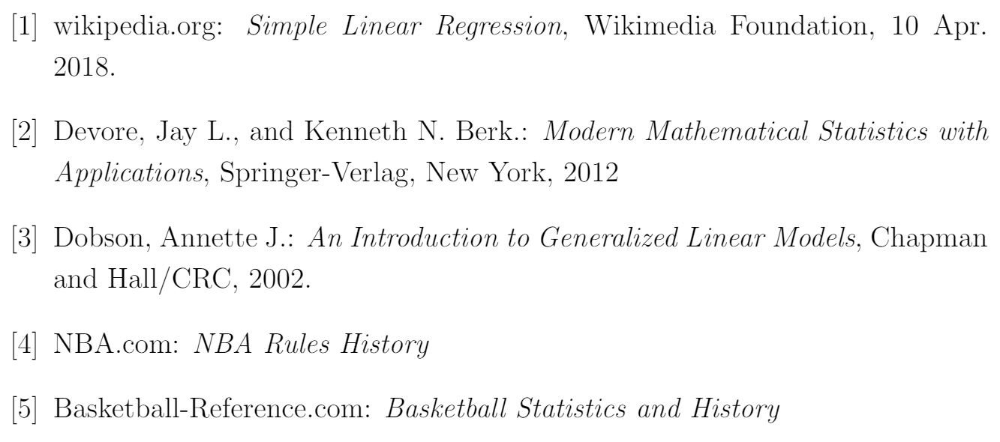 [1] wikipedia.org: Simple Linear Regression, Wikimedia Foundation, 10 Apr.
2018.
[2] Devore, Jay L., and Kenneth N. Berk.: Modern Mathematical Statistics with
Applications, Springer-Verlag, New York, 2012
[3] Dobson, Annette J.: An Introduction to Generalized Linear Models, Chapman
and Hall/CRC, 2002.
[4] NBA.com: NBA Rules History
[5] Basketball-Reference.com: Basketball Statistics and History